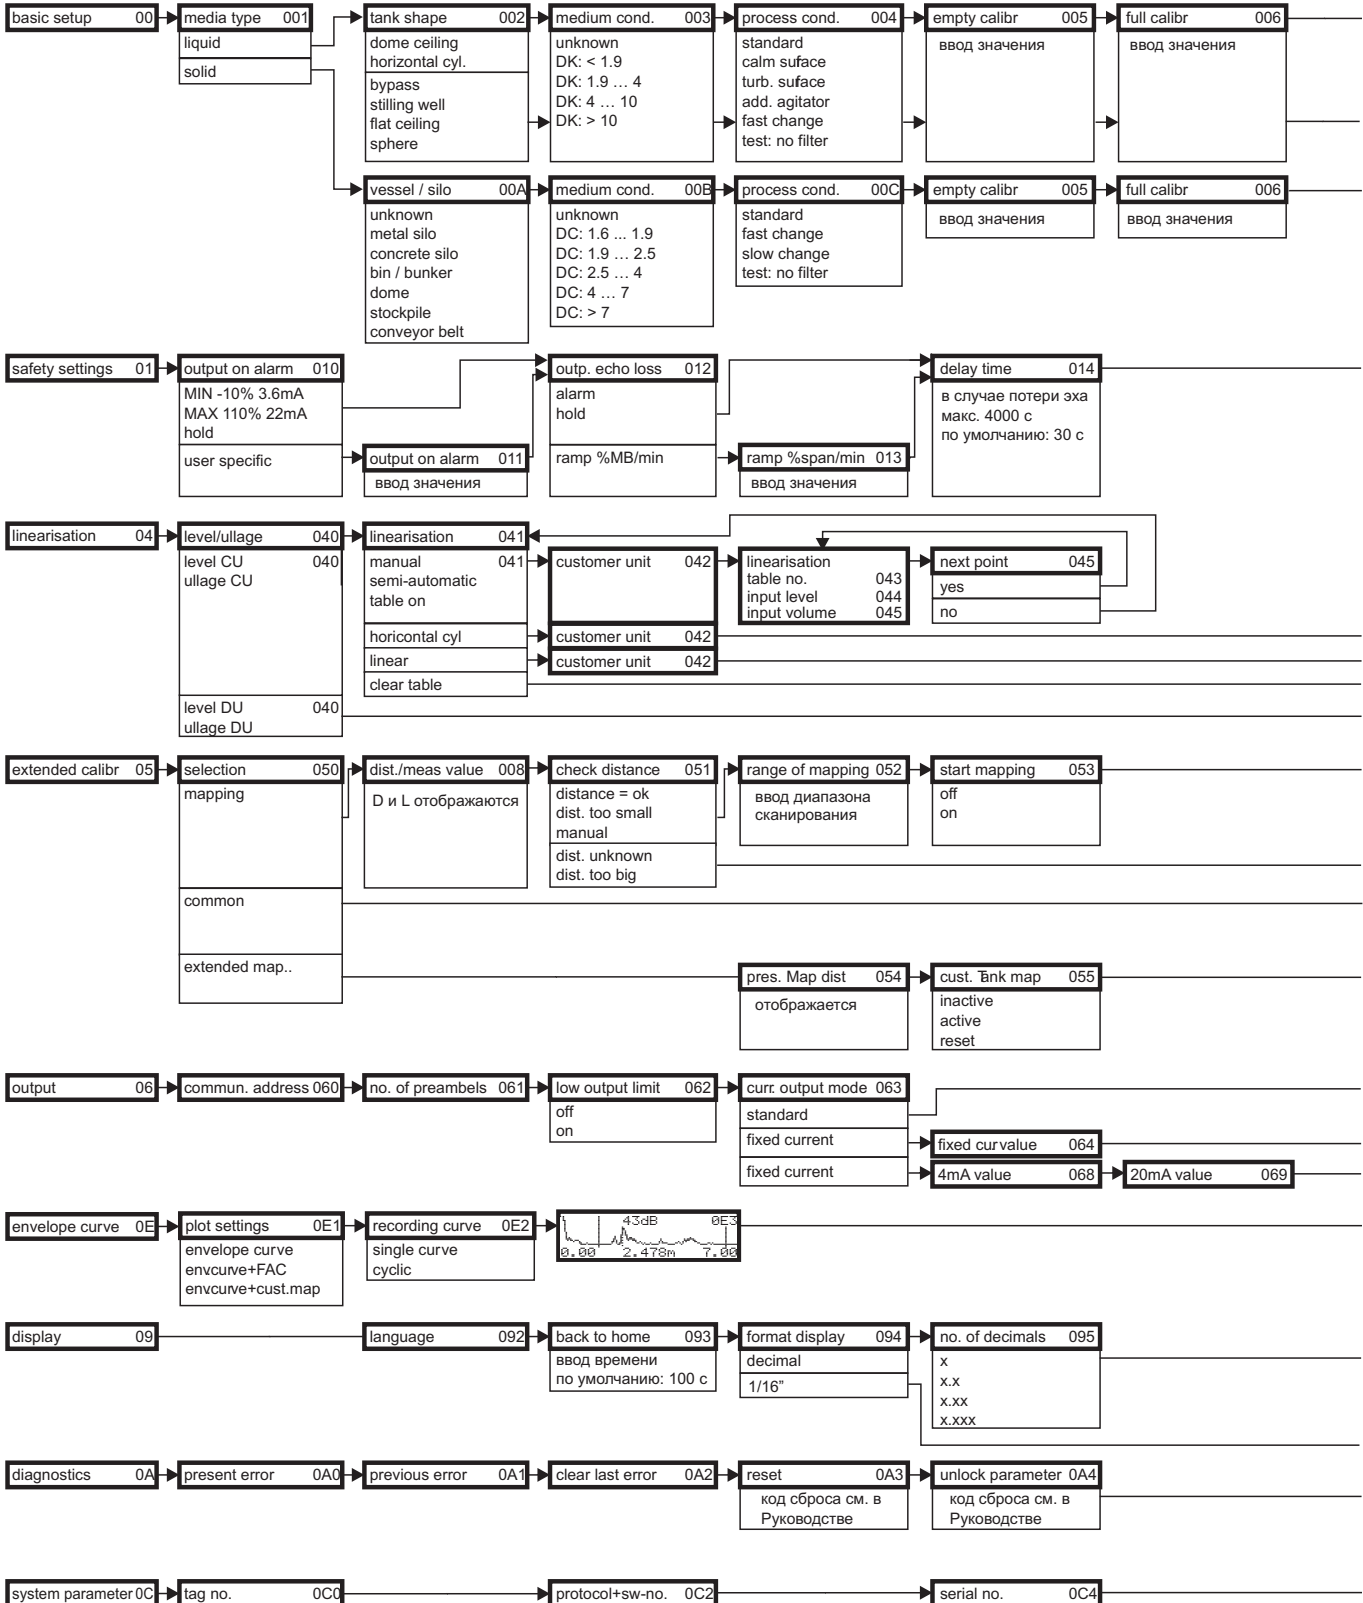 basic setup 00
media type 001
liquid
solid
tank shape 002
dome ceiling
horizontal cyl.
bypass
stilling well
flat ceiling
sphere
medium cond. 003
unknown
DK: < 1.9
DK: 1.9 … 4
DK: 4 … 10
DK: > 10
process cond. 004
standard
calm suface
turb. suface
add. agitator
fast change
test: no filter
empty calibr 005
ввод значения
full calibr 006
ввод значения
vessel / silo 00A
unknown
metal silo
concrete silo
bin / bunker
dome
stockpile
conveyor belt
medium cond. 00B
unknown
DC: 1.6 ... 1.9
DC: 1.9 … 2.5
DC: 2.5 … 4
DC: 4 … 7
DC: > 7
process cond. 00C
standard
fast change
slow change
test: no filter
empty calibr 005
ввод значения
full calibr 006
ввод значения
safety settings 01
output on alarm 010
MIN -10% 3.6mA
MAX 110% 22mA
hold
user specific
output on alarm 011
ввод значения
outp. echo loss 012
alarm
hold
ramp %MB/min
ramp %span/min 013
ввод значения
delay time 014
в случае потери эха
макс. 4000 с
по умолчанию: 30 с
linearisation 04
level/ullage 040
level CU 040
ullage CU
level DU 040
ullage DU
linearisation 041
manual 041
semi-automatic
table on
horicontal cyl
linear
clear table
customer unit 042
customer unit 042
customer unit 042
linearisation
table no. 043
input level 044
input volume 045
next point 045
yes
no
extended calibr 05
selection 050
mapping
common
extended map..
dist./meas value 008
D и L отображаются
check distance 051
distance = ok
dist. too small
manual
dist. unknown
dist. too big
range of mapping 052
ввод диапазона
сканирования
start mapping 053
off
on
pres. Map dist 054
отображается
cust. Tank map 055
inactive
active
reset
output 06
commun. address 060
no. of preambels 061
low output limit 062
off
on
curr. output mode 063
standard
fixed current
fixed current
fixed curvalue 064
4mA value 068
20mA value 069
envelope curve 0E
plot settings 0E1
envelope curve
env.curve+FAC
env.curve+cust.map
recording curve 0E2
single curve
cyclic
43dB 0E3
0.00 2.478m 7.00
display 09
language 092
back to home 093
ввод времени
по умолчанию: 100 с
format display 094
decimal
1/16”
no. of decimals 095
x
x.x
x.xx
x.xxx
diagnostics 0A
present error 0A0
previous error 0A1
clear last error 0A2
reset 0A3
код сброса см. в
Руководстве
unlock parameter 0A4
код сброса см. в
Руководстве
system parameter 0C
tag no. 0C0
protocol+sw-no. 0C2
serial no. 0C4